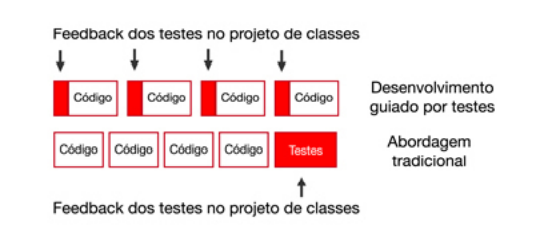 Feedback dos testes no projeto de classes
Código Código Código Código
Desenvolvimento
guiado por testes
Código Código Código Código Testes
Abordagem
tradicional
Feedback dos testes no projeto de classes